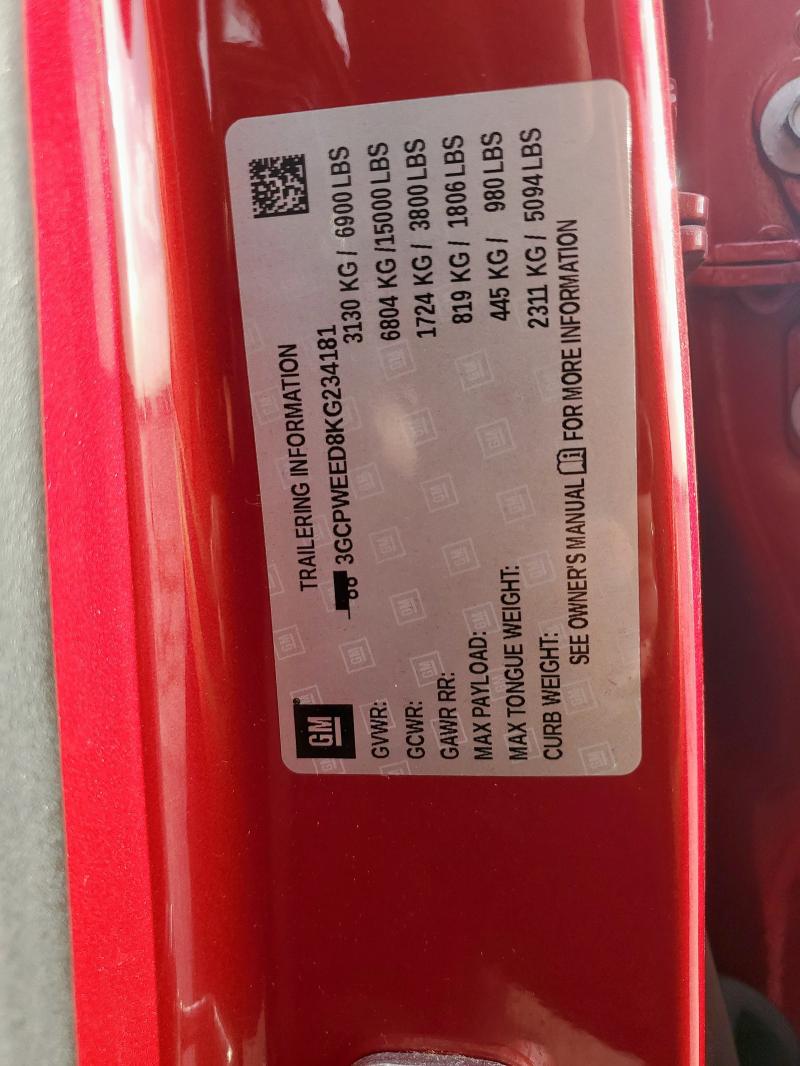 GM
TRAILERING INFORMATION
3GCPWEED8KG234181
GVWR: 3130 KG / 6900 LBS
GCWR: 6804 KG /15000 LBS
GAWR RR: 1724 KG / 3800 LBS
MAX PAYLOAD: 819 KG / 1806 LBS
MAX TONGUE WEIGHT: 445 KG / 980 LBS
CURB WEIGHT: 2311 KG / 5094 LBS
SEE OWNER'S MANUAL FOR MORE INFORMATION